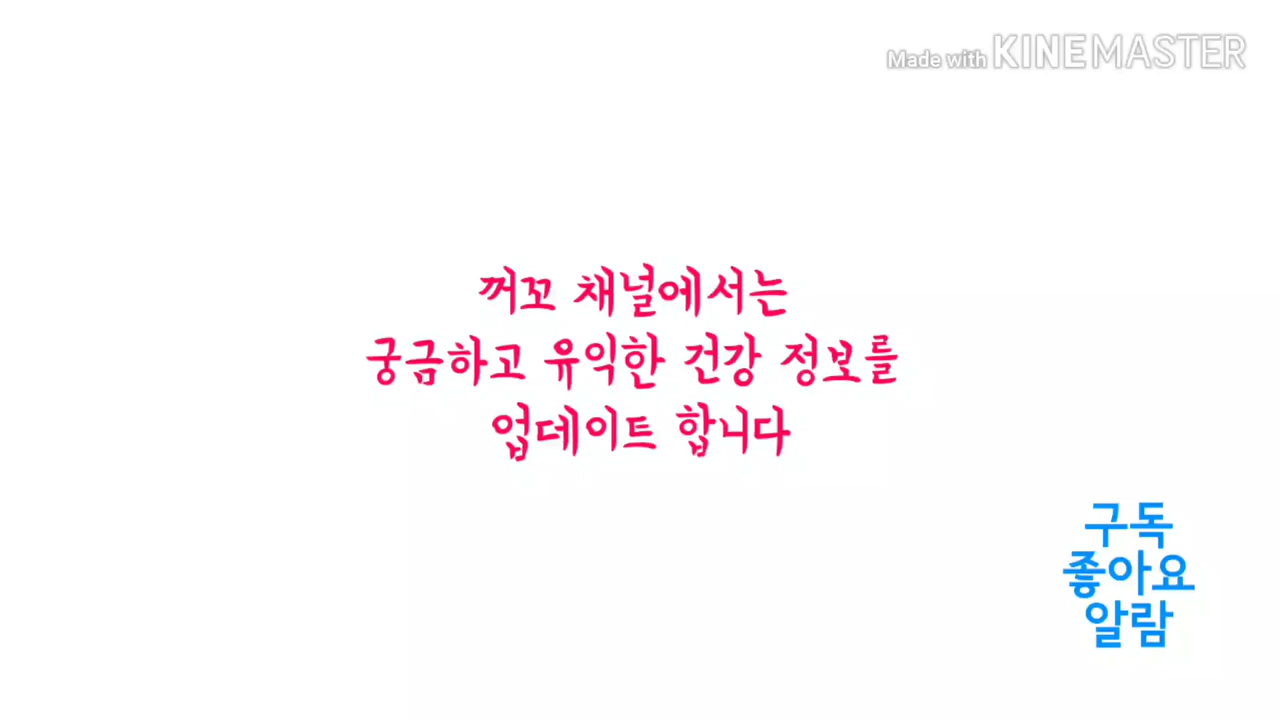 Made with KINEMASTER
꺼꼬 채널에서는
궁금하고 유익한 건강 정보를
업데이트 합니다
구독
좋아요
알람